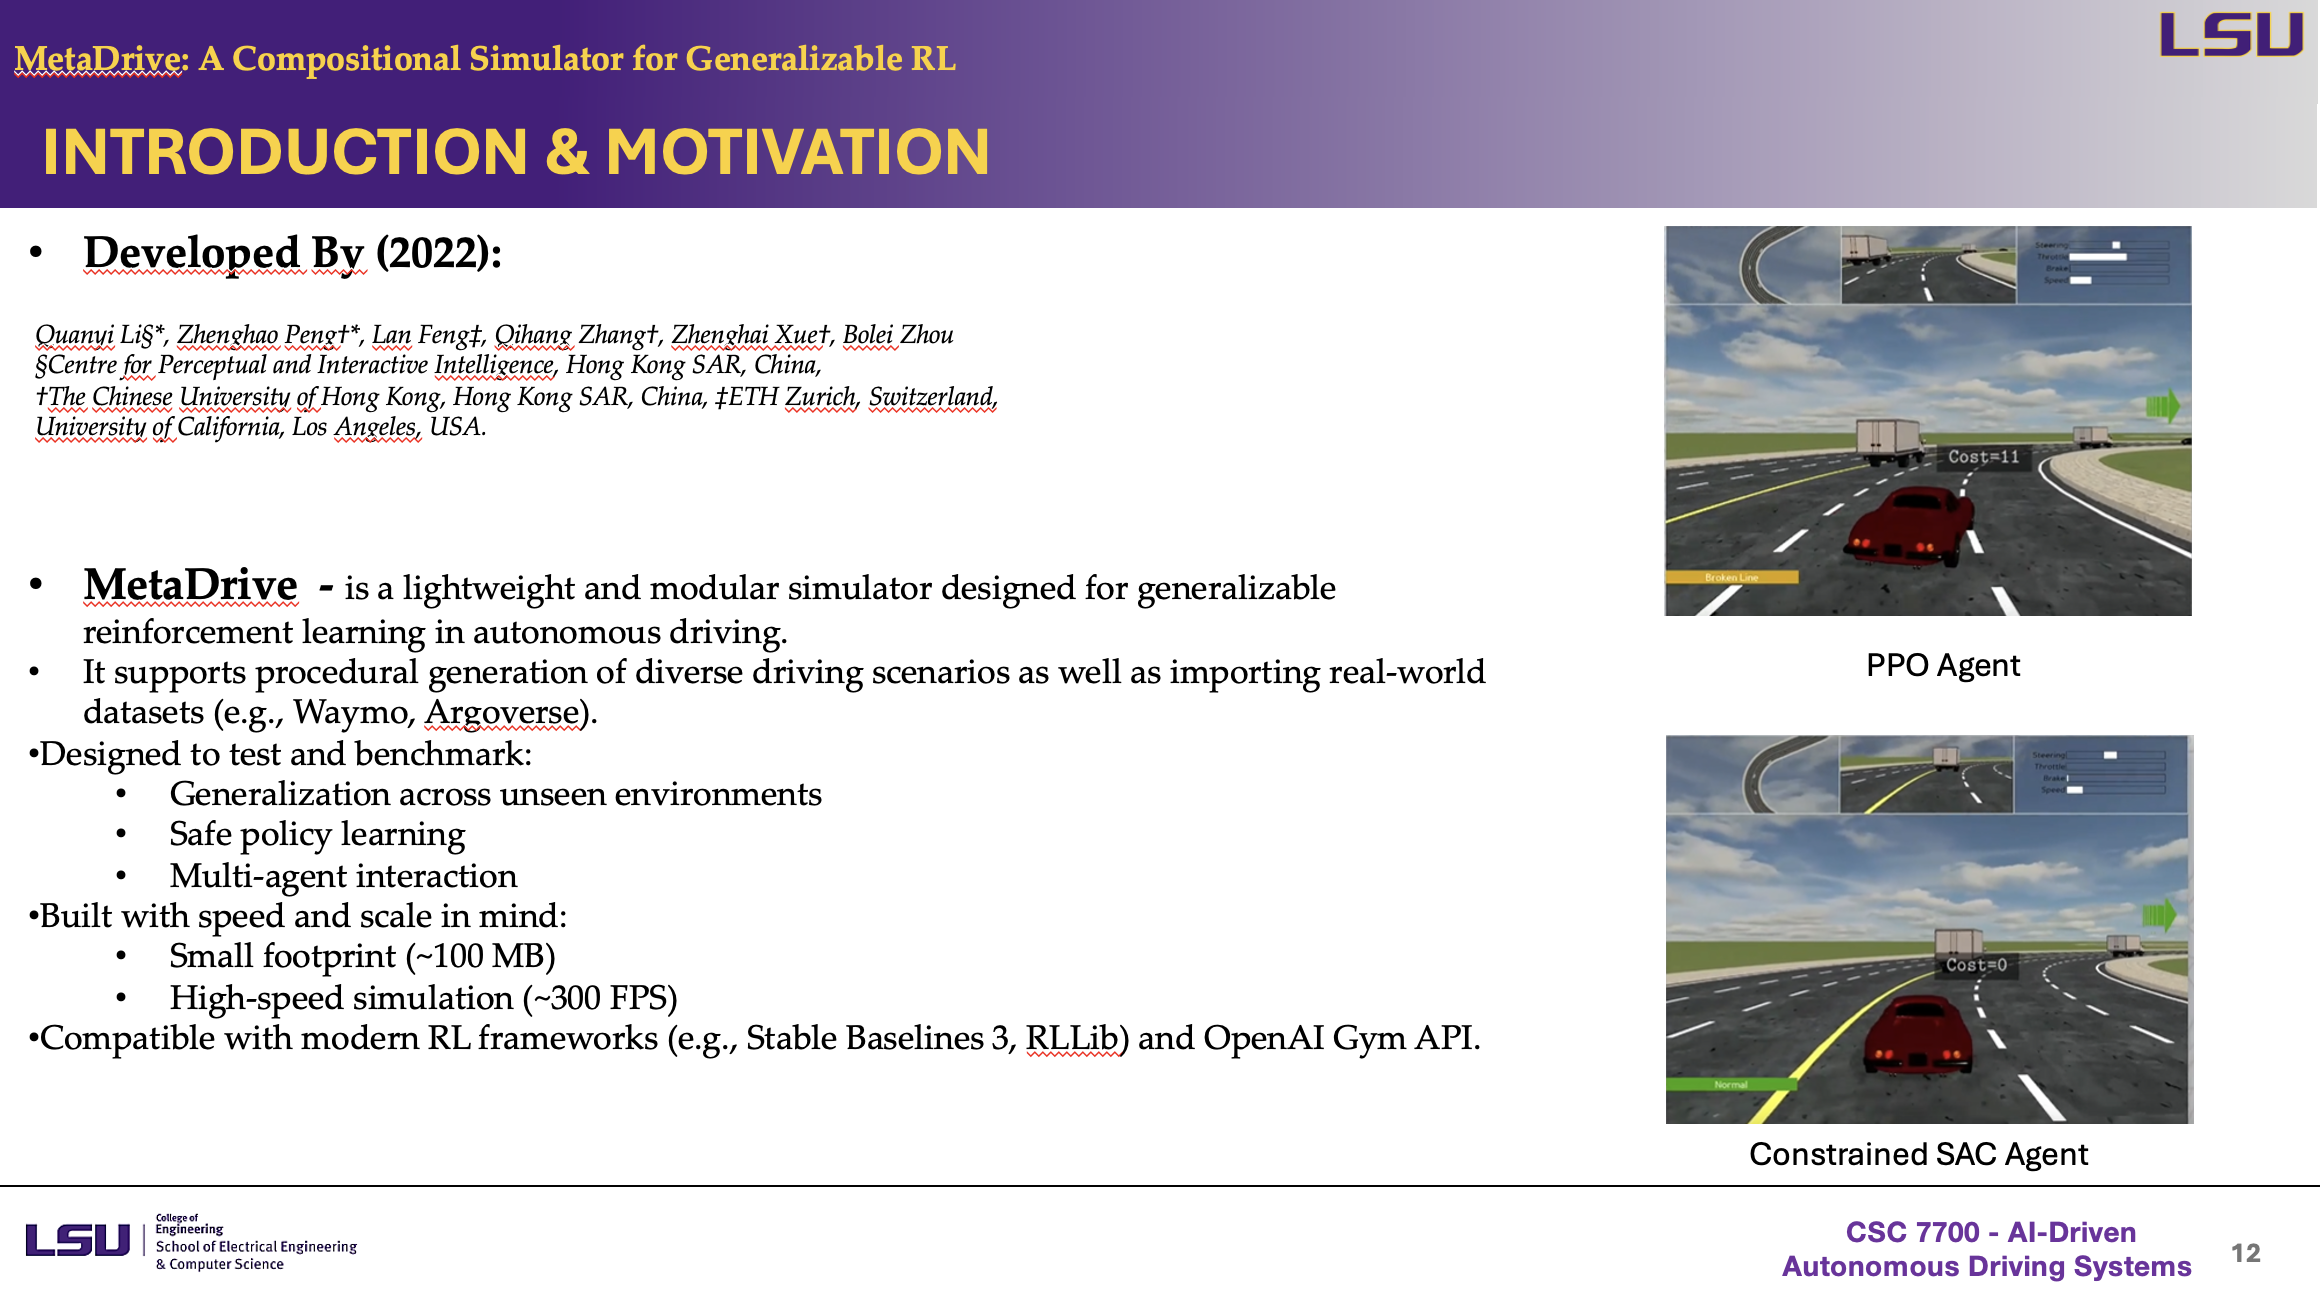 MetaDrive: A Compositional Simulator for Generalizable RL
LSU
INTRODUCTION & MOTIVATION
• Developed By (2022):
Quanyi Li§*, Zhenghao Peng†*, Lan Feng‡, Qihang Zhang†, Zhenghai Xue†, Bolei Zhou
§Centre for Perceptual and Interactive Intelligence, Hong Kong SAR, China,
†The Chinese University of Hong Kong, Hong Kong SAR, China, ‡ETH Zurich, Switzerland,
University of California, Los Angeles, USA.
• MetaDrive - is a lightweight and modular simulator designed for generalizable
reinforcement learning in autonomous driving.
• It supports procedural generation of diverse driving scenarios as well as importing real-world
datasets (e.g., Waymo, Argoverse).
•Designed to test and benchmark:
• Generalization across unseen environments
• Safe policy learning
• Multi-agent interaction
•Built with speed and scale in mind:
• Small footprint (~100 MB)
• High-speed simulation (~300 FPS)
•Compatible with modern RL frameworks (e.g., Stable Baselines 3, RLLib) and OpenAI Gym API.
Steering
Throttle
Brake
Speed
Cost=11
Broken Line
PPO Agent
Steering
Throttle
Brake
Speed
Cost=0
Normal
Constrained SAC Agent
LSU
College of
Engineering
School of Electrical Engineering
& Computer Science
CSC 7700 - AI-Driven
Autonomous Driving Systems
12